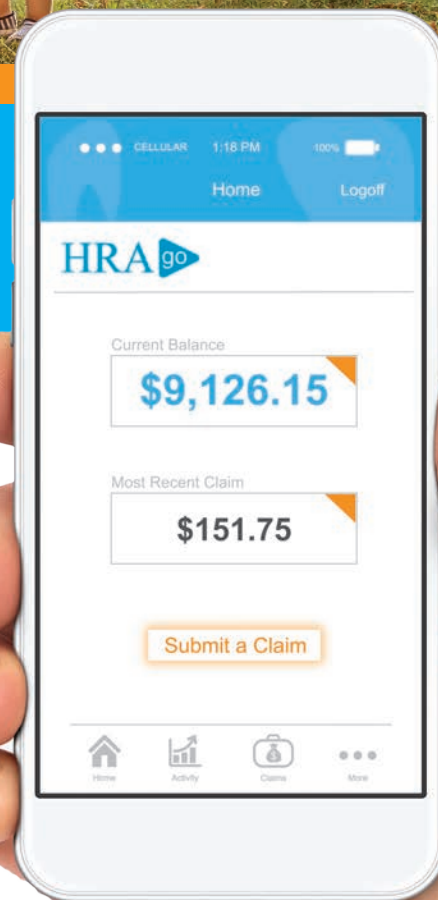 CELLULAR 1:18 PM 100%
Home Logoff
HRA go
Current Balance
$9,126.15
Most Recent Claim
$151.75
Submit a Claim
Home Activity Claims More